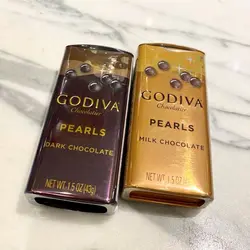 GODIVA
Chocolatier
PEARLS
DARK CHOCOLATE
NET WT. 1.5 OZ (43g)
GODIVA
Chocolatier
PEARLS
MILK CHOCOLATE
NET WT. 1.5 OZ